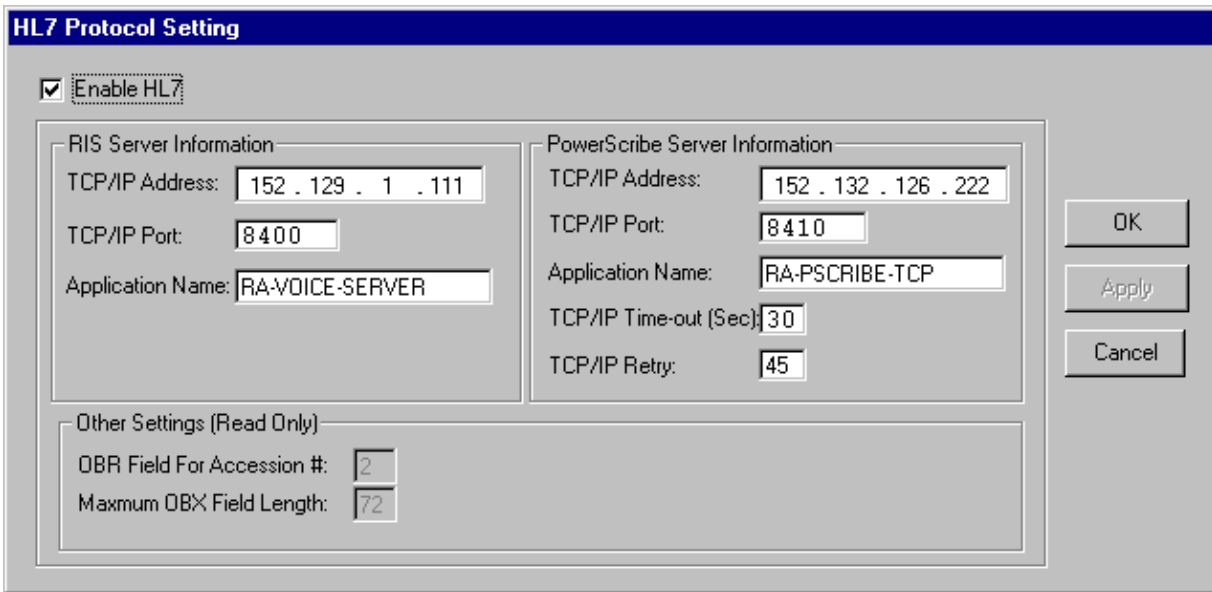 HL7 Protocol Setting
Enable HL7
RIS Server Information
TCP/IP Address: 152 . 129 . 1 . 111
TCP/IP Port: 8400
Application Name: RA-VOICE-SERVER
PowerScribe Server Information
TCP/IP Address: 152 . 132 . 126 . 222
TCP/IP Port: 8410
Application Name: RA-PSCRIBE-TCP
TCP/IP Time-out (Sec): 30
TCP/IP Retry: 45
OK
Apply
Cancel
Other Settings (Read Only)
OBR Field For Accession #: 2
Maxmum OBX Field Length: 72